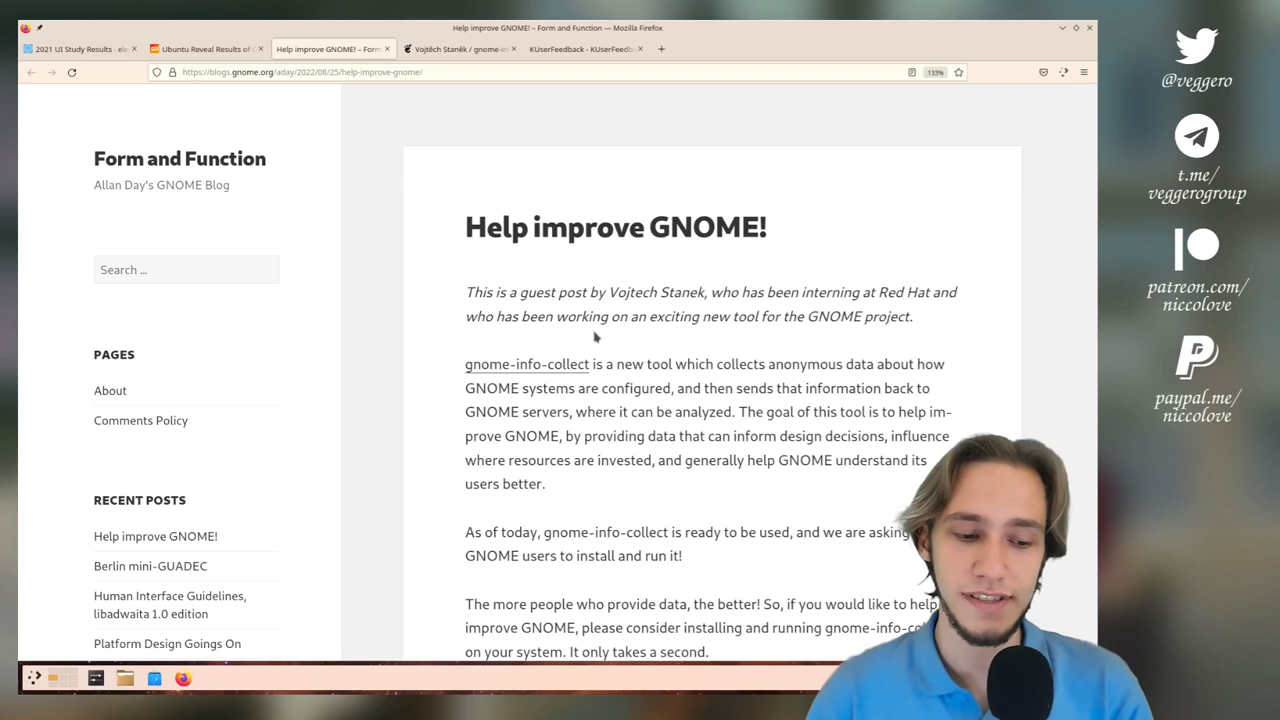 Help improve GNOME! – Form and Function — Mozilla Firefox
2021 UI Study Results - ele
Ubuntu Reveal Results of G
Help improve GNOME! – Form
Vojtěch Staněk / gnome-in
KUserFeedback - KUserFeedb
https://blogs.gnome.org/aday/2022/08/25/help-improve-gnome/
133%
Form and Function
Allan Day's GNOME Blog
Search ...
PAGES
About
Comments Policy
RECENT POSTS
Help improve GNOME!
Berlin mini-GUADEC
Human Interface Guidelines,
libadwaita 1.0 edition
Platform Design Goings On
Help improve GNOME!
This is a guest post by Vojtech Stanek, who has been interning at Red Hat and
who has been working on an exciting new tool for the GNOME project.
gnome-info-collect is a new tool which collects anonymous data about how
GNOME systems are configured, and then sends that information back to
GNOME servers, where it can be analyzed. The goal of this tool is to help im-
prove GNOME, by providing data that can inform design decisions, influence
where resources are invested, and generally help GNOME understand its
users better.
As of today, gnome-info-collect is ready to be used, and we are asking
GNOME users to install and run it!
The more people who provide data, the better! So, if you would like to help
improve GNOME, please consider installing and running gnome-info-co
on your system. It only takes a second.
@veggero
t.me/
veggerogroup
patreon.com/
niccolove
paypal.me/
niccolove